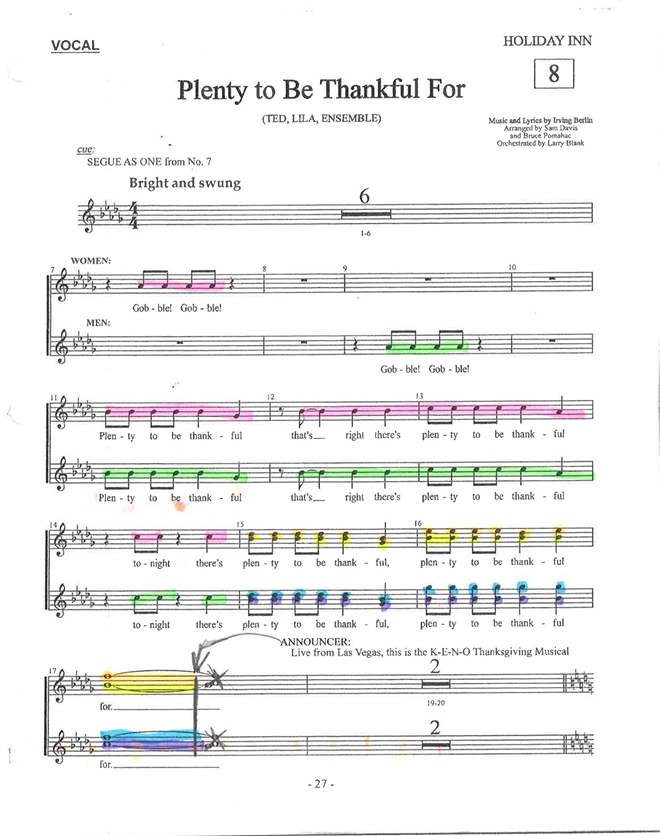 VOCAL
HOLIDAY INN
8
Plenty to Be Thankful For
(TED, LILA, ENSEMBLE)
Music and Lyrics by Irving Berlin
Arranged by Sam Davis
and Bruce Pomahac
Orchestrated by Larry Blank
cue:
SEGUE AS ONE from No. 7
Bright and swung
4
4
6
1-6
WOMEN:
7 8 9 10
Gob - ble! Gob - ble!
MEN:
Gob - ble! Gob - ble!
11 12 13
Plen - ty to be thank - ful that's__ right there's plen - ty to be thank - ful
Plen - ty to be thank - ful that's__ right there's plen - ty to be thank - ful
14 15 16
to - night there's plen - ty to be thank - ful, plen - ty to be thank - ful
to - night there's plen - ty to be thank - ful, plen - ty to be thank - ful
ANNOUNCER:
Live from Las Vegas, this is the K-E-N-O Thanksgiving Musical
17 2
for.
19-20
2
for.
- 27 -